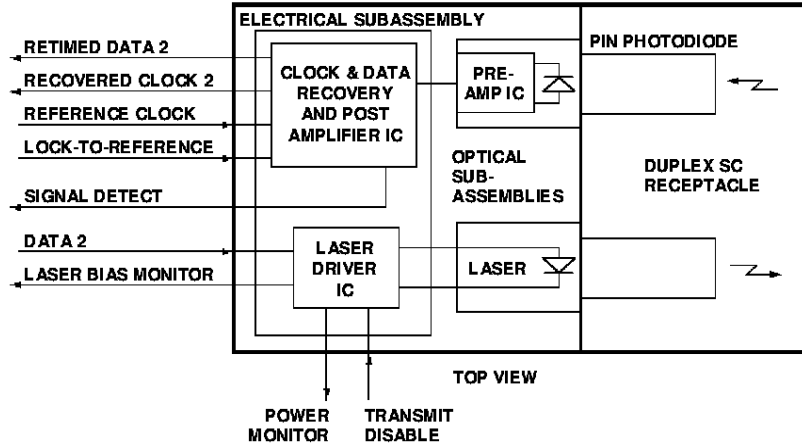 ELECTRICAL SUBASSEMBLY
RETIMED DATA 2
RECOVERED CLOCK 2
REFERENCE CLOCK
LOCK-TO-REFERENCE
SIGNAL DETECT
DATA 2
LASER BIAS MONITOR
CLOCK & DATA
RECOVERY
AND POST
AMPLIFIER IC
PRE-
AMP IC
PIN PHOTODIODE
OPTICAL
SUB-
ASSEMBLIES
DUPLEX SC
RECEPTACLE
LASER
DRIVER
IC
LASER
TOP VIEW
POWER
MONITOR
TRANSMIT
DISABLE